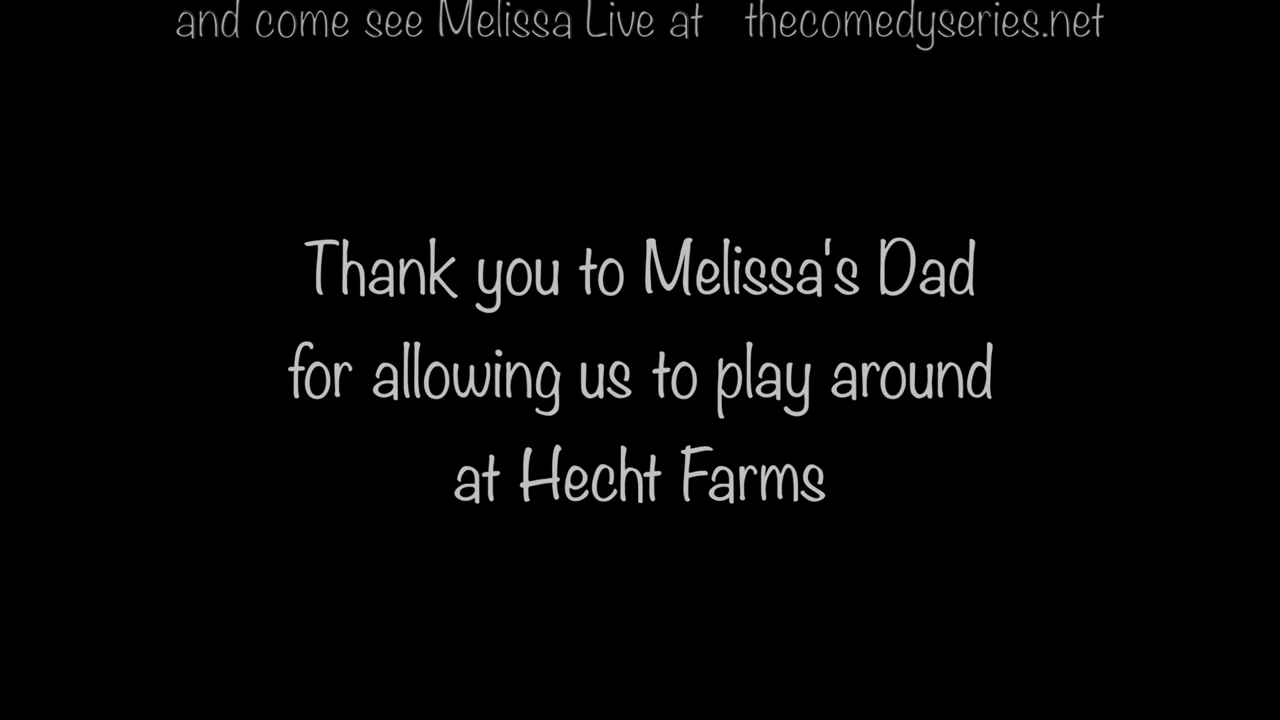 and come see Melissa Live at thecomedyseries.net
Thank you to Melissa's Dad
for allowing us to play around
at Hecht Farms